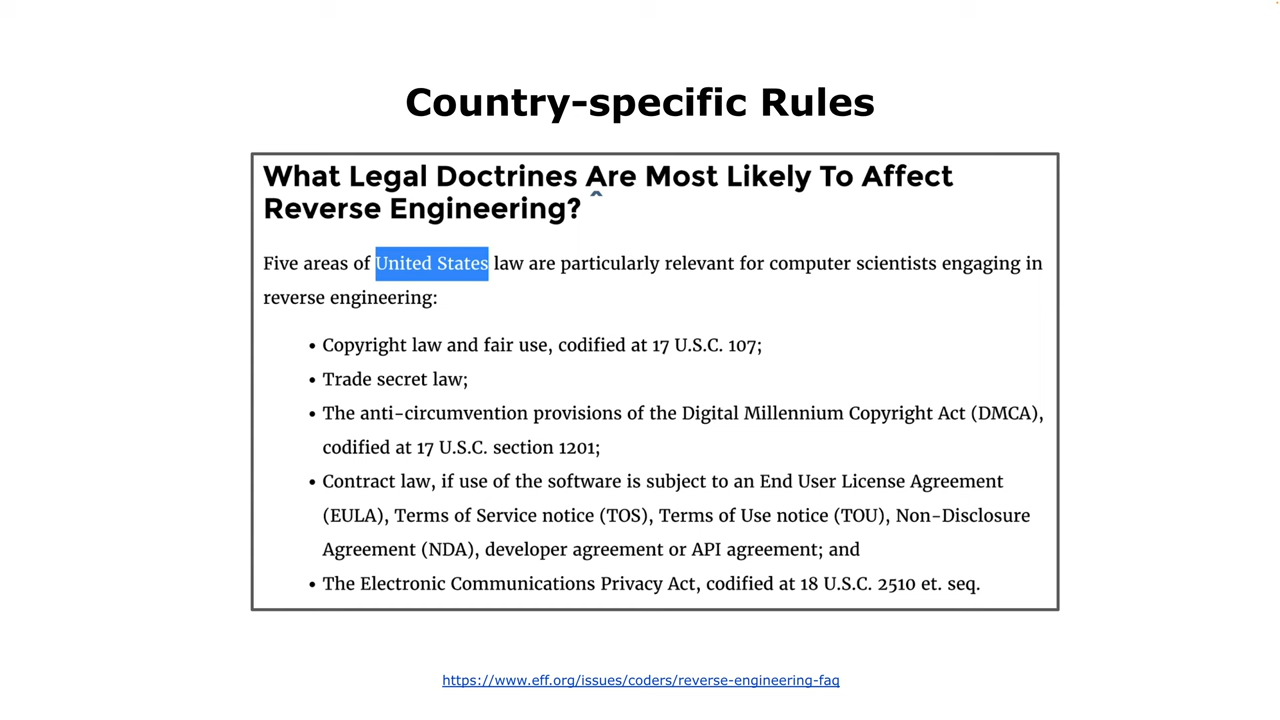 Country-specific Rules
What Legal Doctrines Are Most Likely To Affect
Reverse Engineering?
Five areas of United States law are particularly relevant for computer scientists engaging in
reverse engineering:
• Copyright law and fair use, codified at 17 U.S.C. 107;
• Trade secret law;
• The anti-circumvention provisions of the Digital Millennium Copyright Act (DMCA),
codified at 17 U.S.C. section 1201;
• Contract law, if use of the software is subject to an End User License Agreement
(EULA), Terms of Service notice (TOS), Terms of Use notice (TOU), Non-Disclosure
Agreement (NDA), developer agreement or API agreement; and
• The Electronic Communications Privacy Act, codified at 18 U.S.C. 2510 et. seq.
https://www.eff.org/issues/coders/reverse-engineering-faq